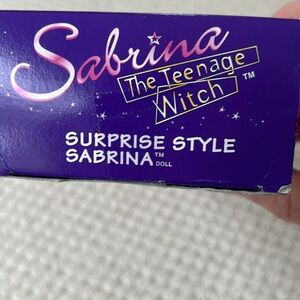 Sabrina
The Teenage
Witch™
SURPRISE STYLE
SABRINA™ DOLL